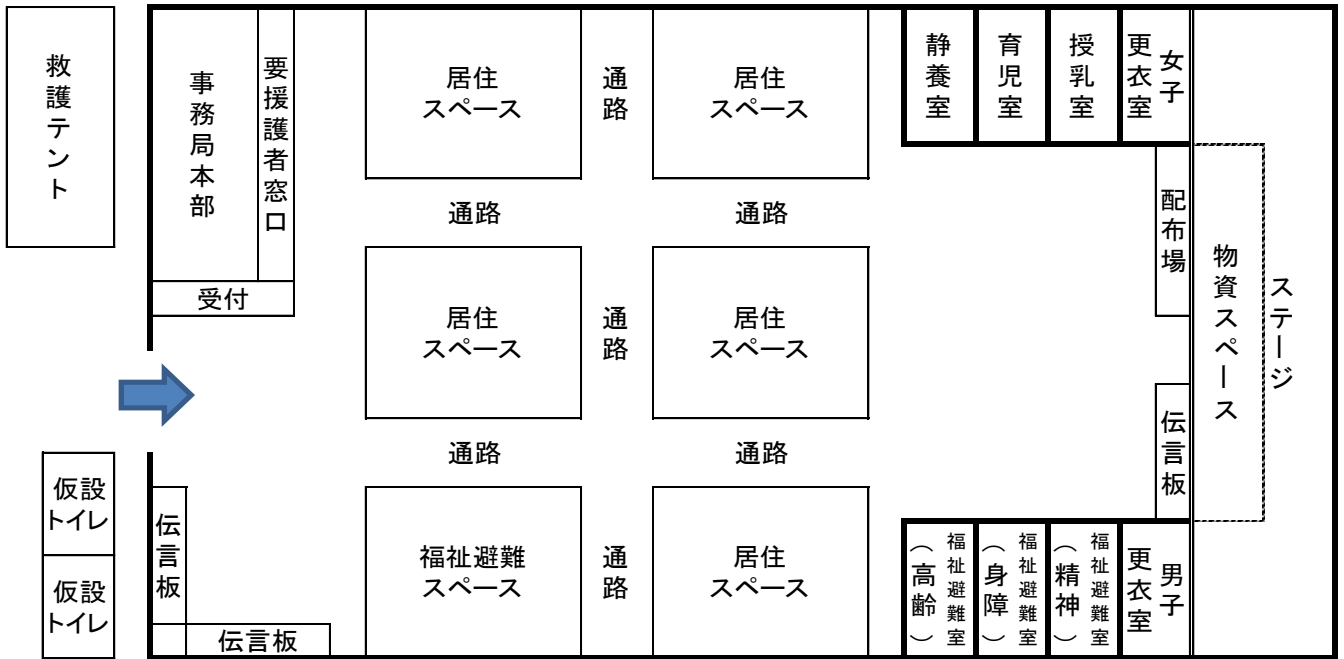 救護テント
事務局本部
要援護者窓口
受付
居住
スペース
通路
居住
スペース
静養室
育児室
授乳室
女子
更衣室
通路
通路
配布場
物資スペース
ステージ
居住
スペース
通路
居住
スペース
通路
通路
伝言板
仮設
トイレ
仮設
トイレ
伝言板
伝言板
福祉避難
スペース
通路
居住
スペース
福祉避難室
（高齢）
福祉避難室
（身障）
福祉避難室
（精神）
男子
更衣室